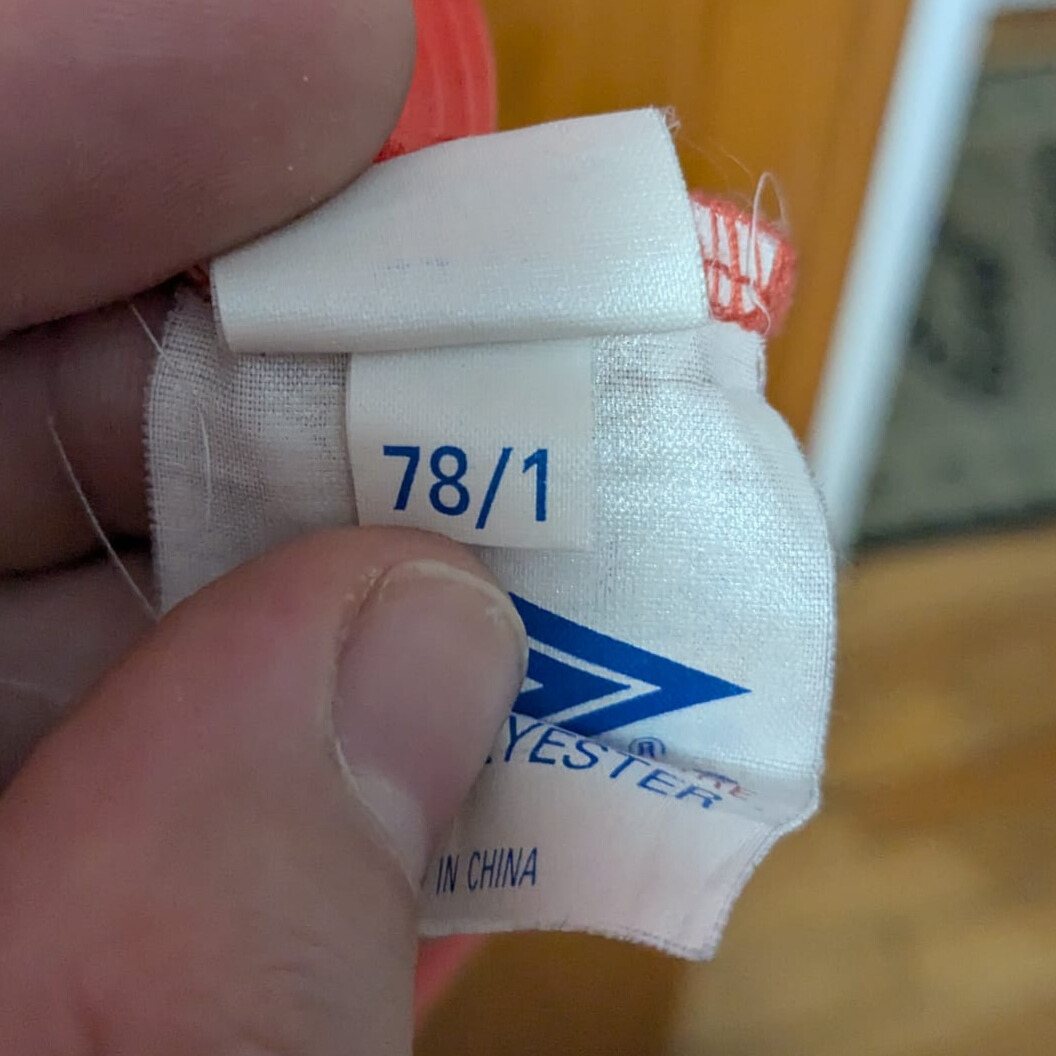 78/1
®
YESTER
IN CHINA